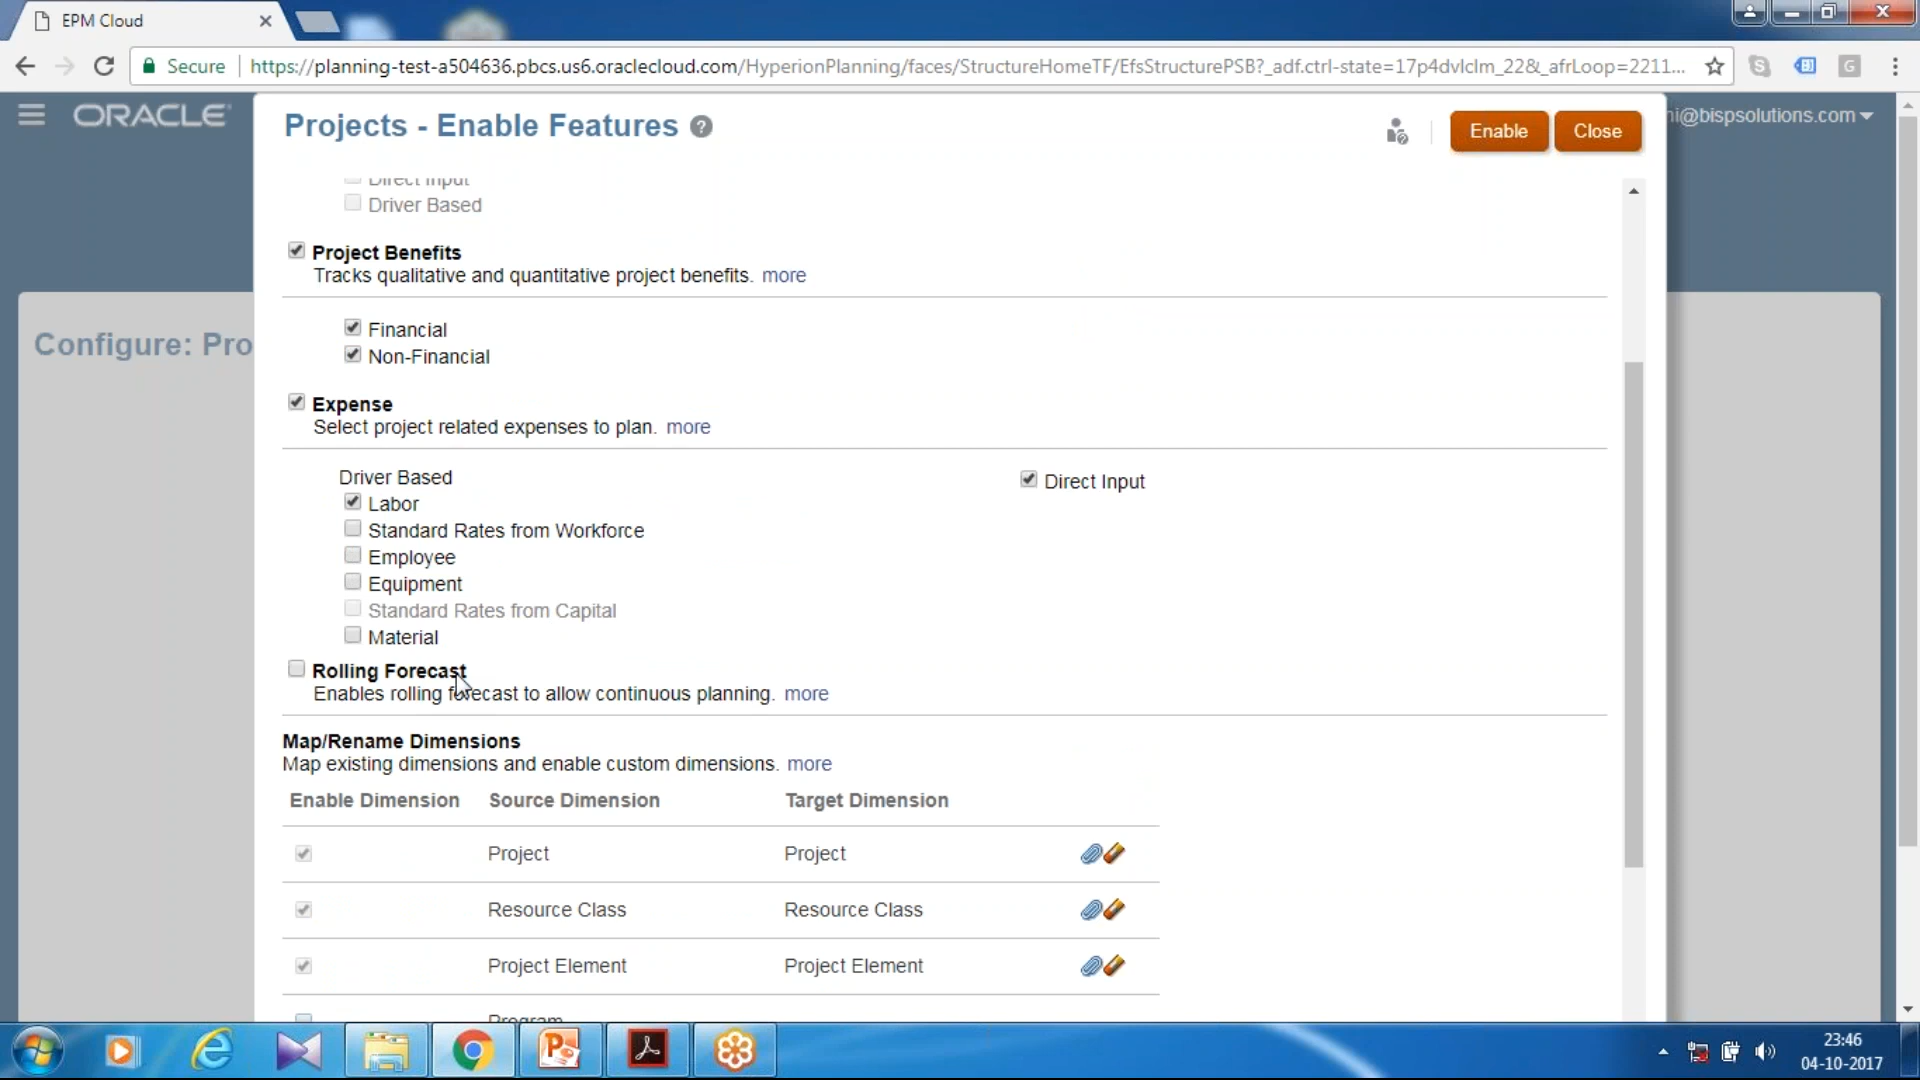 EPM Cloud
Secure https://planning-test-a504636.pbcs.us6.oraclecloud.com/HyperionPlanning/faces/StructureHomeTF/EfsStructurePSB?_adf.ctrl-state=17p4dvlclm_22&_afrLoop=2211...
ORACLE
Projects - Enable Features
Enable
Close
ni@bispsolutions.com
Configure: Pro
Direct Input
Driver Based
Project Benefits
Tracks qualitative and quantitative project benefits. more
Financial
Non-Financial
Expense
Select project related expenses to plan. more
Driver Based
Direct Input
Labor
Standard Rates from Workforce
Employee
Equipment
Standard Rates from Capital
Material
Rolling Forecast
Enables rolling forecast to allow continuous planning. more
Map/Rename Dimensions
Map existing dimensions and enable custom dimensions. more
Enable Dimension Source Dimension Target Dimension
Project Project
Resource Class Resource Class
Project Element Project Element
Program
23:46
04-10-2017